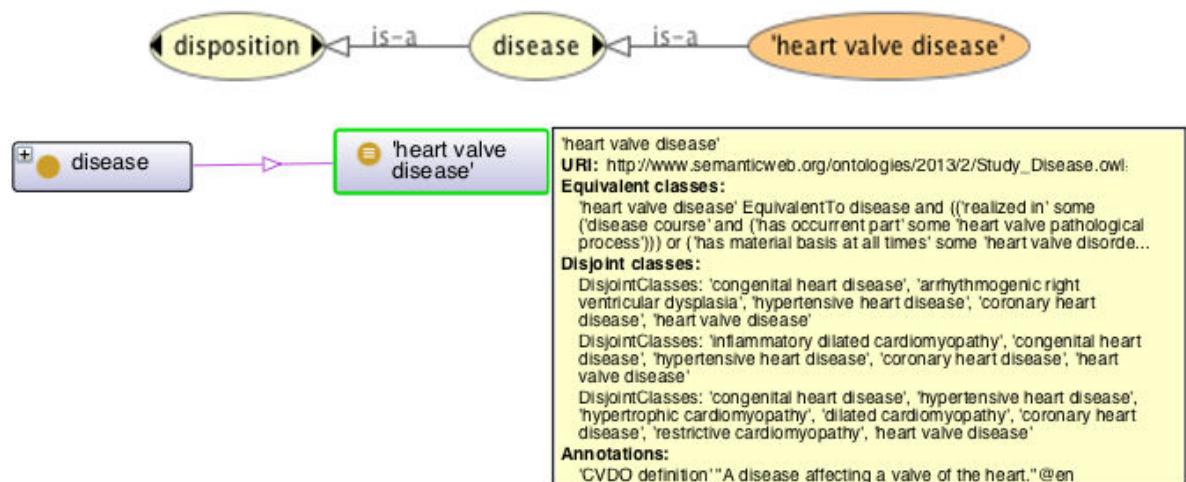 disposition is-a disease is-a 'heart valve disease'
disease
'heart valve
disease'
'heart valve disease'
URI: http://www.semanticweb.org/ontologies/2013/2/Study_Disease.owl:
Equivalent classes:
'heart valve disease' EquivalentTo disease and (('realized in' some
('disease course' and ('has occurrent part' some 'heart valve pathological
process'))) or ('has material basis at all times' some 'heart valve disorde...
Disjoint classes:
DisjointClasses: 'congenital heart disease', 'arrhythmogenic right
ventricular dysplasia', 'hypertensive heart disease', 'coronary heart
disease', 'heart valve disease'
DisjointClasses: 'inflammatory dilated cardiomyopathy', 'congenital heart
disease', 'hypertensive heart disease', 'coronary heart disease', 'heart
valve disease'
DisjointClasses: 'congenital heart disease', 'hypertensive heart disease',
'hypertrophic cardiomyopathy', 'dilated cardiomyopathy', 'coronary heart
disease', 'restrictive cardiomyopathy', 'heart valve disease'
Annotations:
'CVDO definition' "A disease affecting a valve of the heart."@en